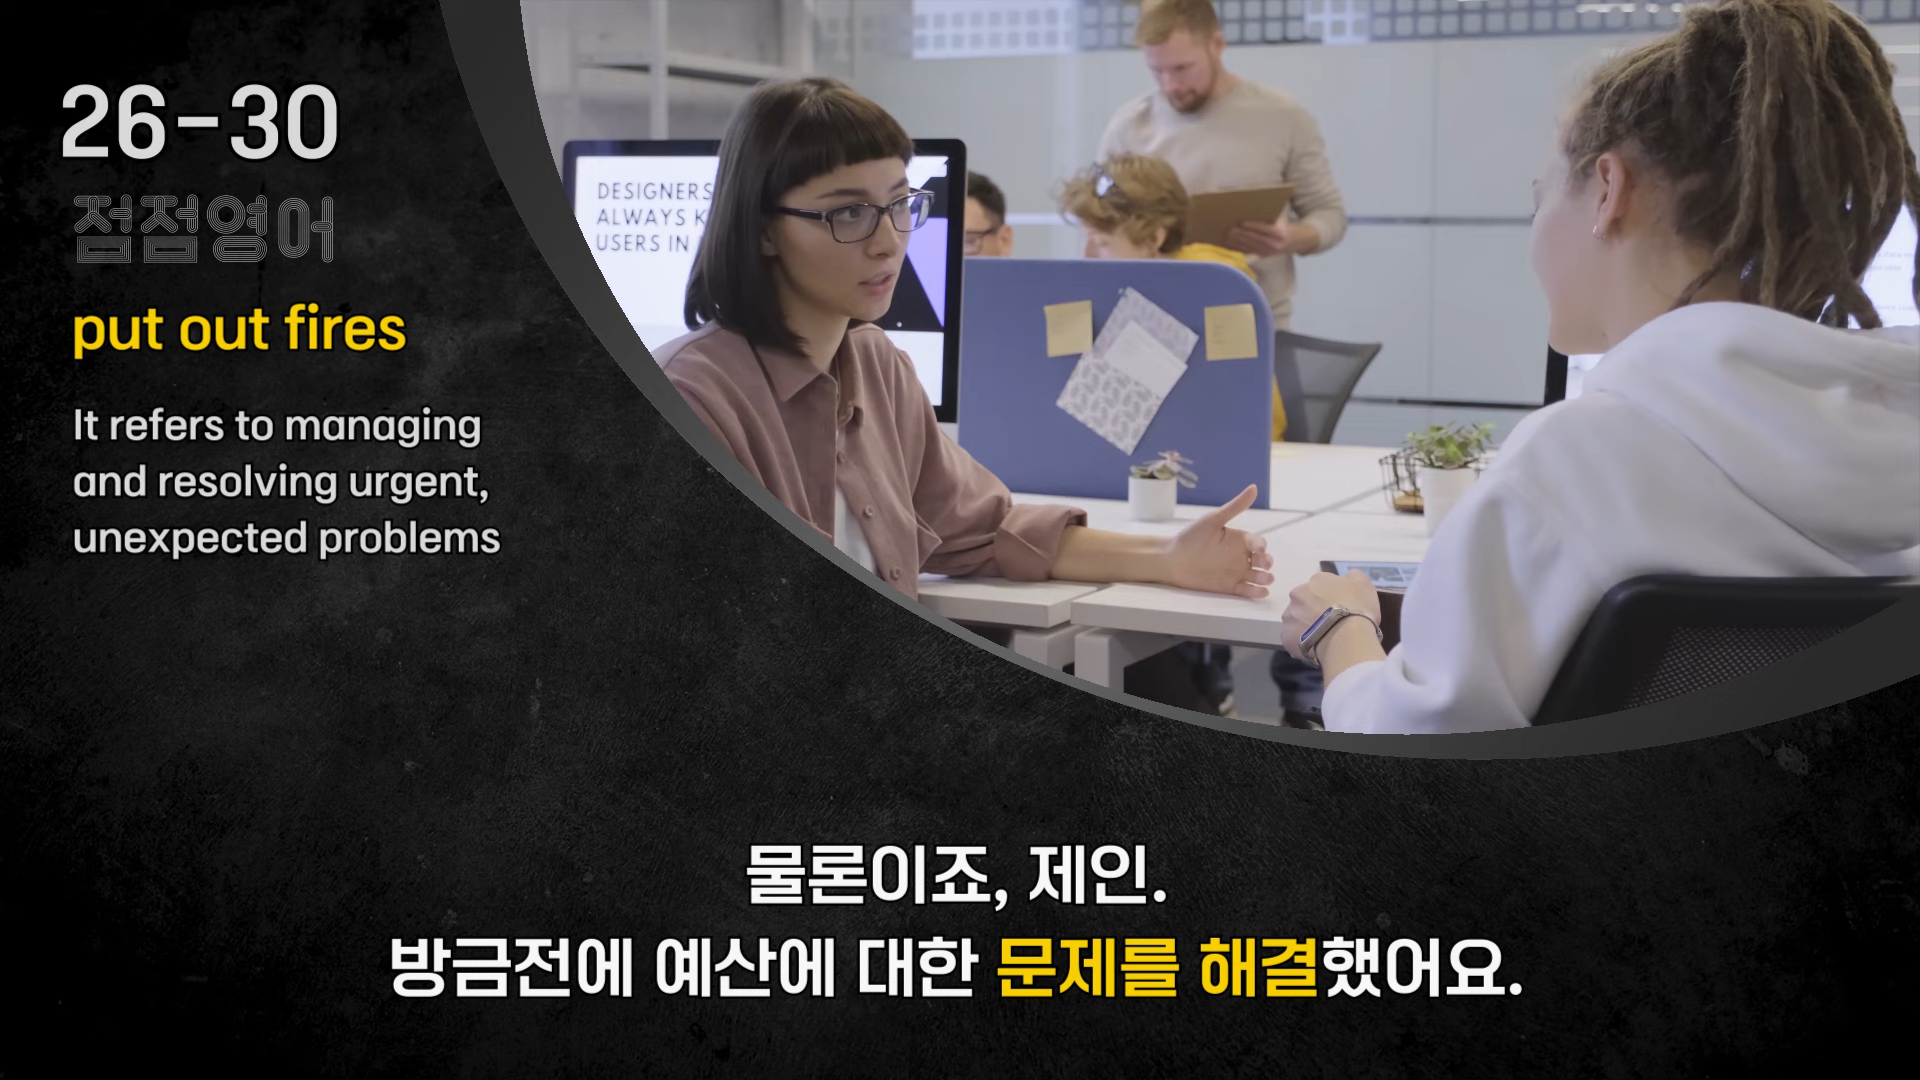 26-30
점점영어
put out fires
It refers to managing
and resolving urgent,
unexpected problems
DESIGNERS
ALWAYS K
USERS IN
물론이죠, 제인.
방금전에 예산에 대한 문제를 해결했어요.